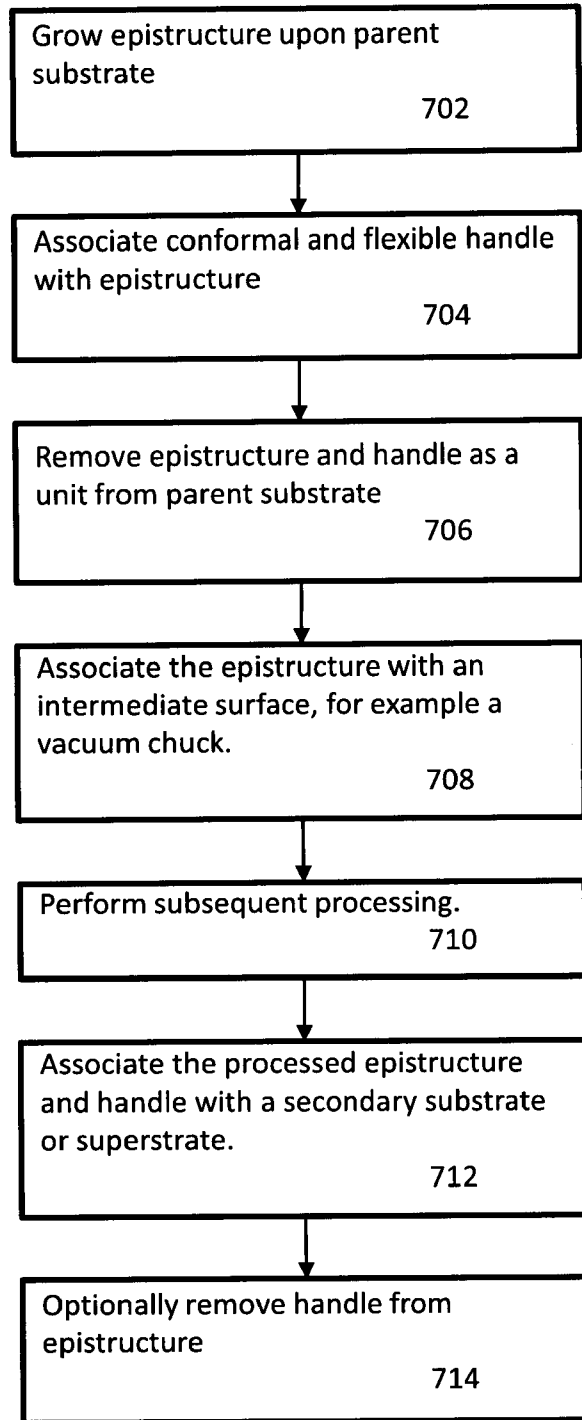 Grow epistructure upon parent
substrate
702
Associate conformal and flexible handle
with epistructure
704
Remove epistructure and handle as a
unit from parent substrate
706
Associate the epistructure with an
intermediate surface, for example a
vacuum chuck.
708
Perform subsequent processing.
710
Associate the processed epistructure
and handle with a secondary substrate
or superstrate.
712
Optionally remove handle from
epistructure
714